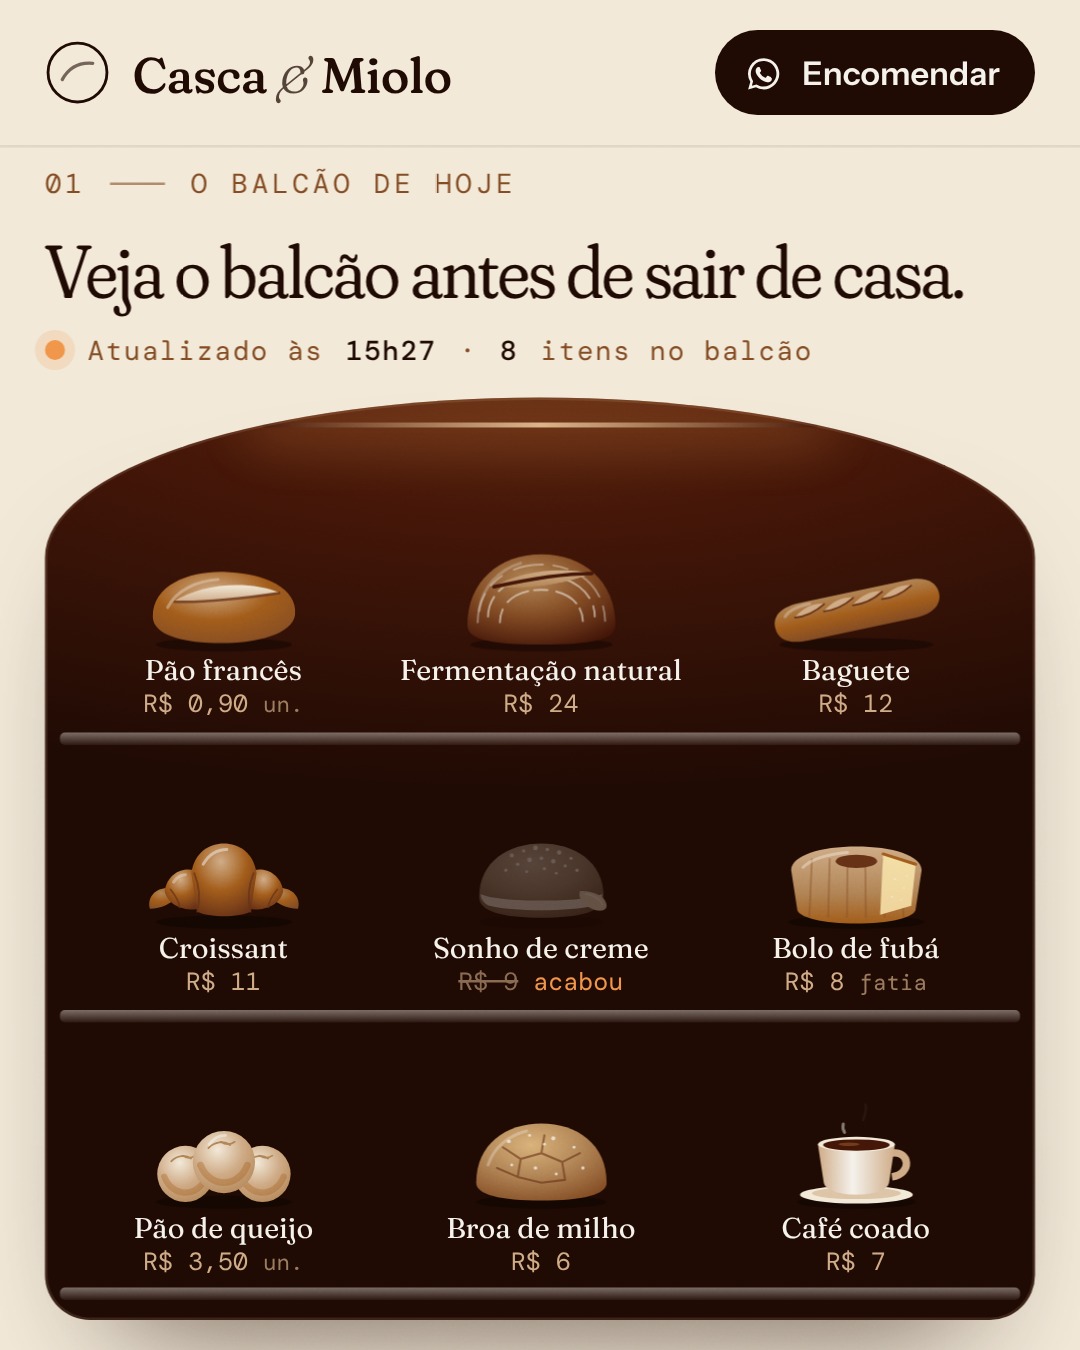 Casca & Miolo
Encomendar
01 — O BALCÃO DE HOJE
Veja o balcão antes de sair de casa.
Atualizado às 15h27 · 8 itens no balcão
Pão francês
R$ 0,90 un.
Fermentação natural
R$ 24
Baguete
R$ 12
Croissant
R$ 11
Sonho de creme
R$ 9 acabou
Bolo de fubá
R$ 8 fatia
Pão de queijo
R$ 3,50 un.
Broa de milho
R$ 6
Café coado
R$ 7